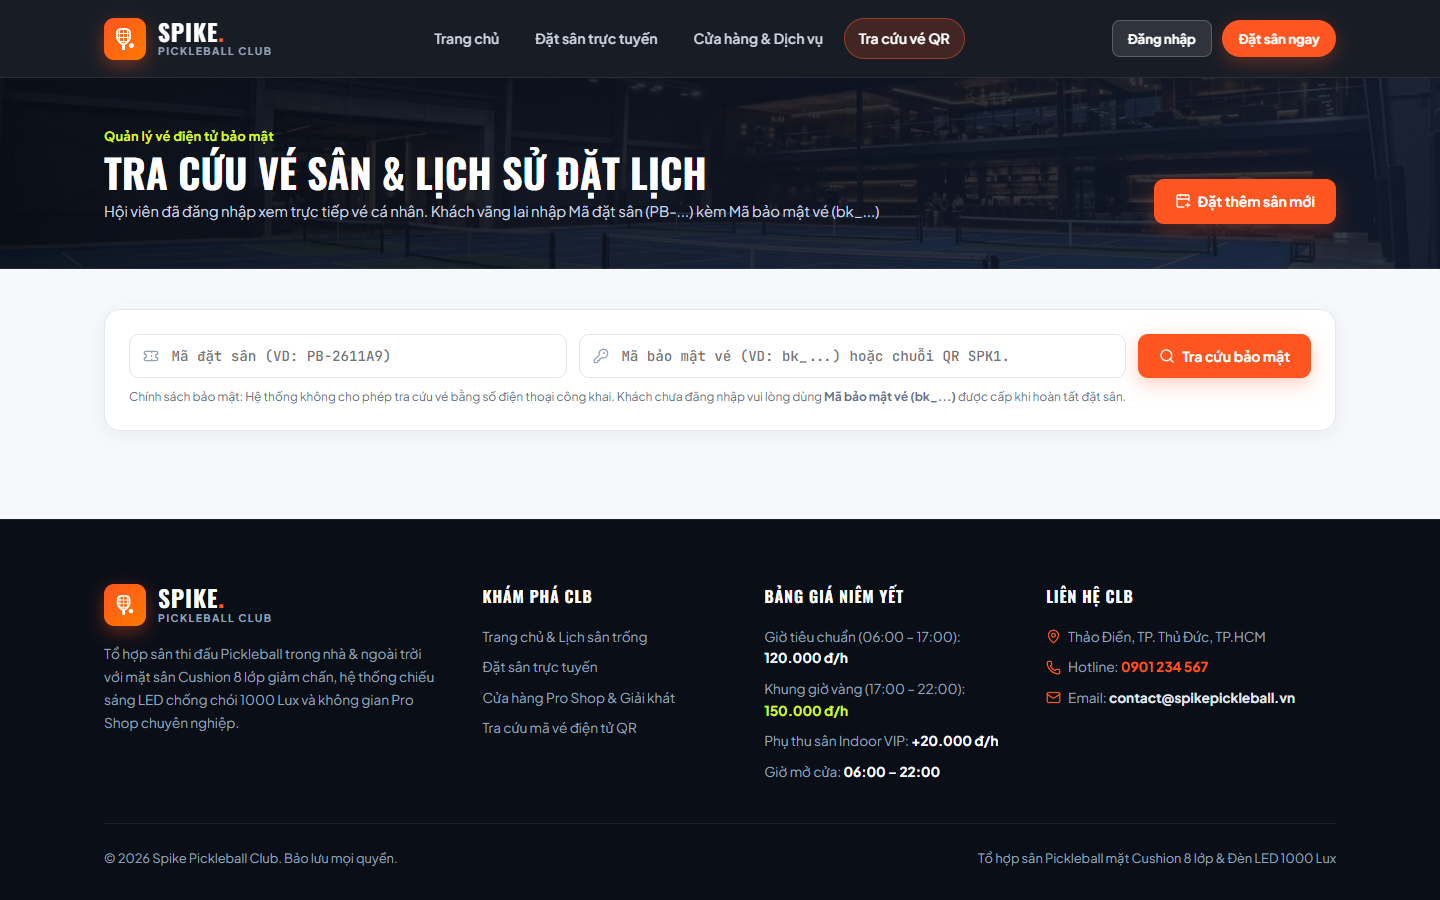 SPIKE.
PICKLEBALL CLUB
Trang chủ
Đặt sân trực tuyến
Cửa hàng & Dịch vụ
Tra cứu vé QR
Đăng nhập
Đặt sân ngay
Quản lý vé điện tử bảo mật
TRA CỨU VÉ SÂN & LỊCH SỬ ĐẶT LỊCH
Hội viên đã đăng nhập xem trực tiếp vé cá nhân. Khách vãng lai nhập Mã đặt sân (PB-...) kèm Mã bảo mật vé (bk_...)
Đặt thêm sân mới
Mã đặt sân (VD: PB-2611A9)
Mã bảo mật vé (VD: bk_...) hoặc chuỗi QR SPK1.
Tra cứu bảo mật
Chính sách bảo mật: Hệ thống không cho phép tra cứu vé bằng số điện thoại công khai. Khách chưa đăng nhập vui lòng dùng Mã bảo mật vé (bk_...) được cấp khi hoàn tất đặt sân.
SPIKE.
PICKLEBALL CLUB
Tổ hợp sân thi đấu Pickleball trong nhà & ngoài trời
với mặt sân Cushion 8 lớp giảm chấn, hệ thống chiếu
sáng LED chống chói 1000 Lux và không gian Pro
Shop chuyên nghiệp.
KHÁM PHÁ CLB
Trang chủ & Lịch sân trống
Đặt sân trực tuyến
Cửa hàng Pro Shop & Giải khát
Tra cứu mã vé điện tử QR
BẢNG GIÁ NIÊM YẾT
Giờ tiêu chuẩn (06:00 – 17:00):
120.000 đ/h
Khung giờ vàng (17:00 – 22:00):
150.000 đ/h
Phụ thu sân Indoor VIP: +20.000 đ/h
Giờ mở cửa: 06:00 – 22:00
LIÊN HỆ CLB
Thảo Điền, TP. Thủ Đức, TP.HCM
Hotline: 0901 234 567
Email: contact@spikepickleball.vn
© 2026 Spike Pickleball Club. Bảo lưu mọi quyền.
Tổ hợp sân Pickleball mặt Cushion 8 lớp & Đèn LED 1000 Lux